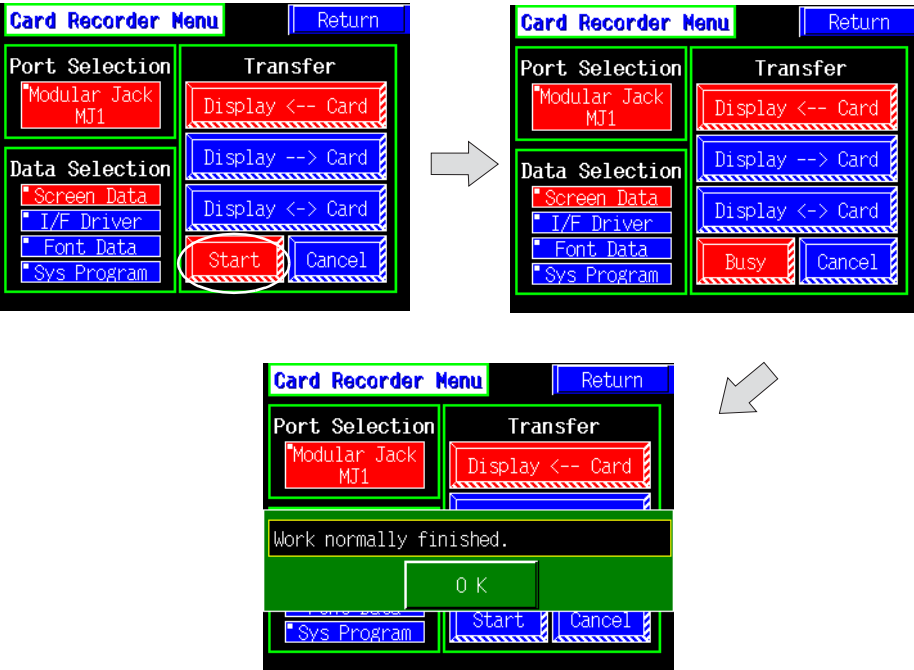 Card Recorder Menu
Return
Port Selection
Modular Jack
MJ1
Data Selection
Screen Data
I/F Driver
Font Data
Sys Program
Transfer
Display <-- Card
Display --> Card
Display <-> Card
Start
Cancel
Card Recorder Menu
Return
Port Selection
Modular Jack
MJ1
Data Selection
Screen Data
I/F Driver
Font Data
Sys Program
Transfer
Display <-- Card
Display --> Card
Display <-> Card
Busy
Cancel
Card Recorder Menu
Return
Port Selection
Modular Jack
MJ1
Transfer
Display <-- Card
Work normally finished.
OK
Font Data
Sys Program
Start
Cancel